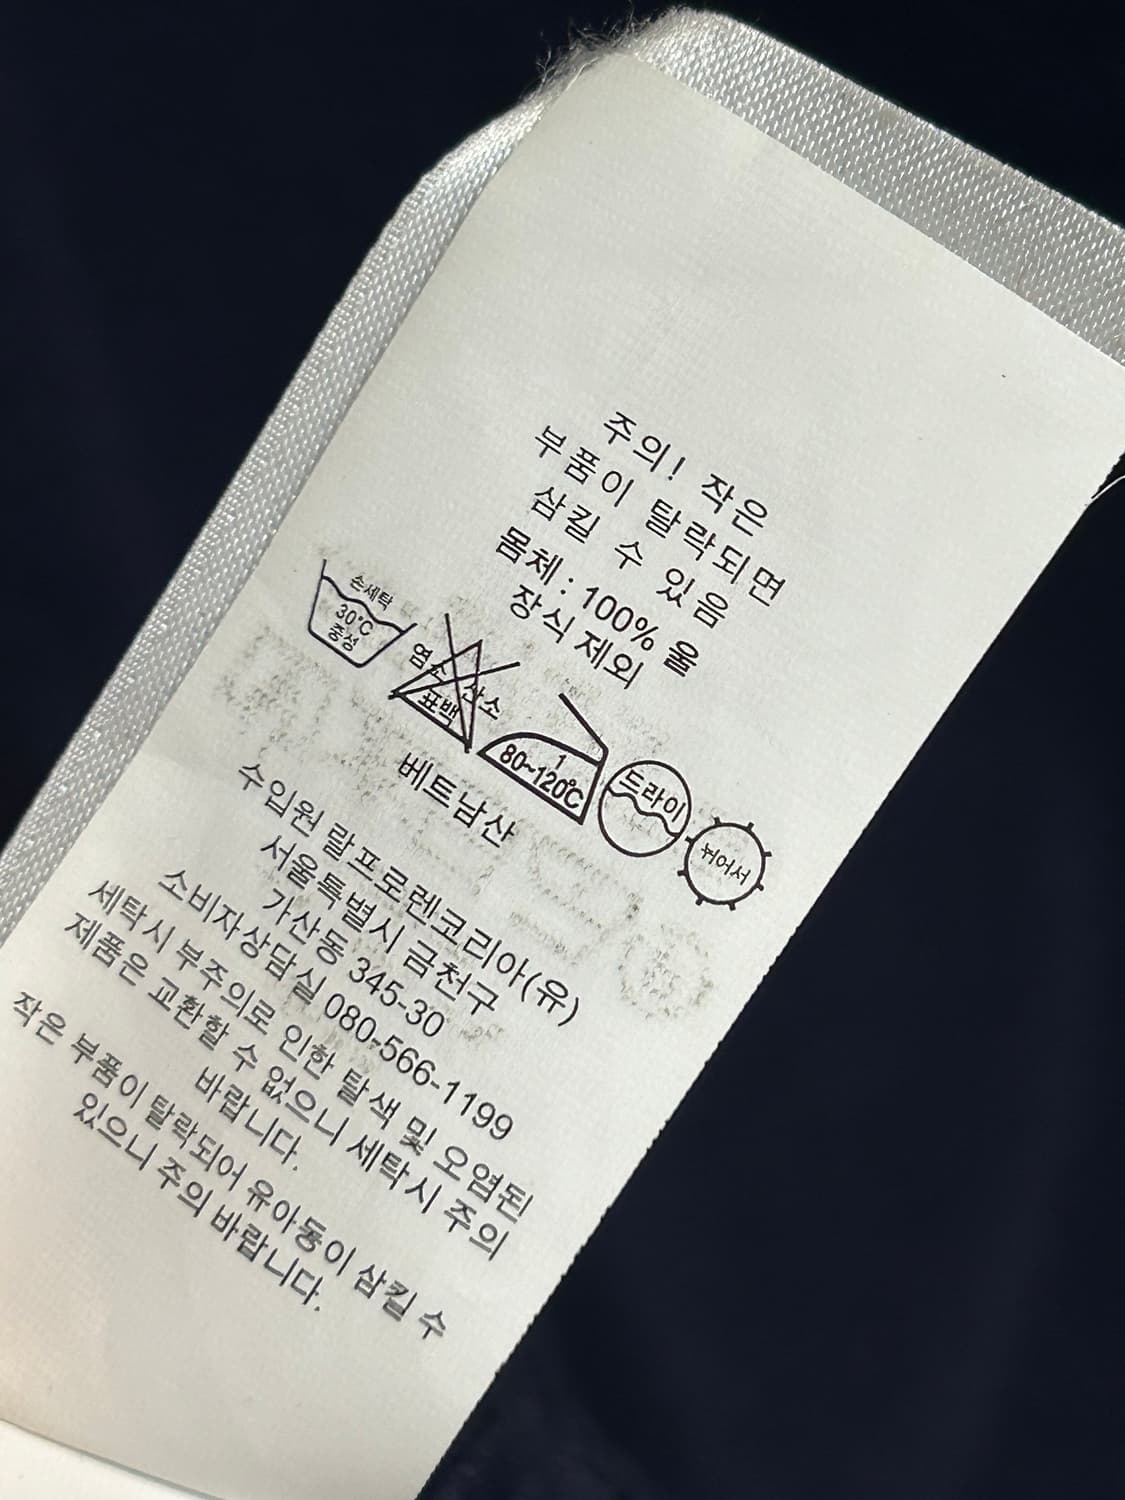 주의! 작은
부품이 탈락되면
삼킬 수 있음
몸체 : 100% 울
장식 제외
손세탁
30°C
중성
염소 산소
표백
1
80~120°C
드라이
뉘어서
베트남산
수입원 랄프로렌코리아(유)
서울특별시 금천구
가산동 345-30
소비자상담실 080-566-1199
세탁시 부주의로 인한 탈색 및 오염된
제품은 교환할 수 없으니 세탁시 주의
바랍니다.
작은 부품이 탈락되어 유아동이 삼킬 수
있으니 주의 바랍니다.